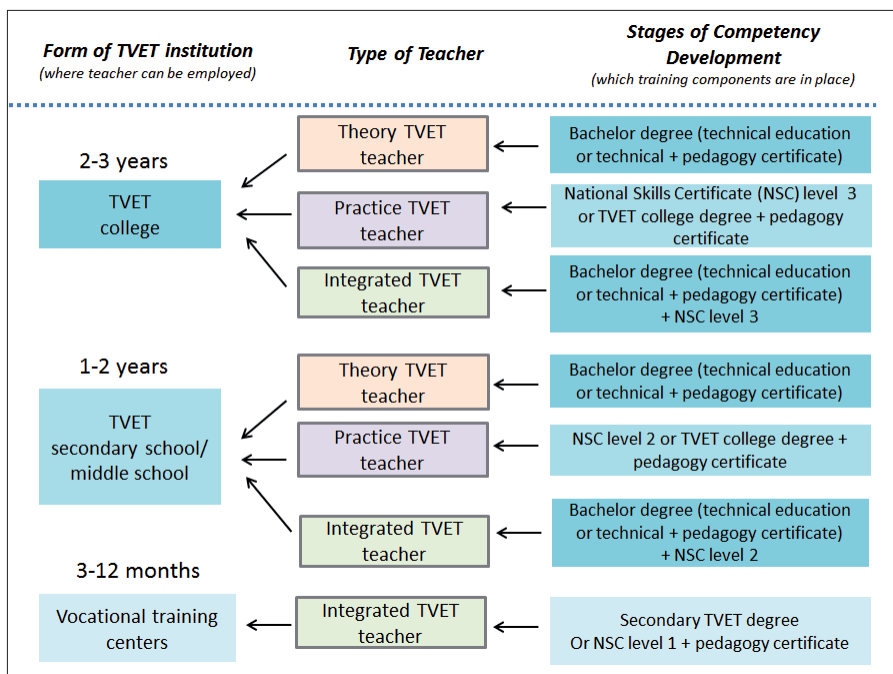 Form of TVET institution
(where teacher can be employed)
Type of Teacher
Stages of Competency
Development
(which training components are in place)
2-3 years
TVET
college
Theory TVET
teacher
Bachelor degree (technical education
or technical + pedagogy certificate)
Practice TVET
teacher
National Skills Certificate (NSC) level 3
or TVET college degree + pedagogy
certificate
Integrated TVET
teacher
Bachelor degree (technical education
or technical + pedagogy certificate)
+ NSC level 3
1-2 years
TVET
secondary school/
middle school
Theory TVET
teacher
Bachelor degree (technical education
or technical + pedagogy certificate)
Practice TVET
teacher
NSC level 2 or TVET college degree +
pedagogy certificate
Integrated TVET
teacher
Bachelor degree (technical education
or technical + pedagogy certificate)
+ NSC level 2
3-12 months
Vocational training
centers
Integrated TVET
teacher
Secondary TVET degree
Or NSC level 1 + pedagogy certificate